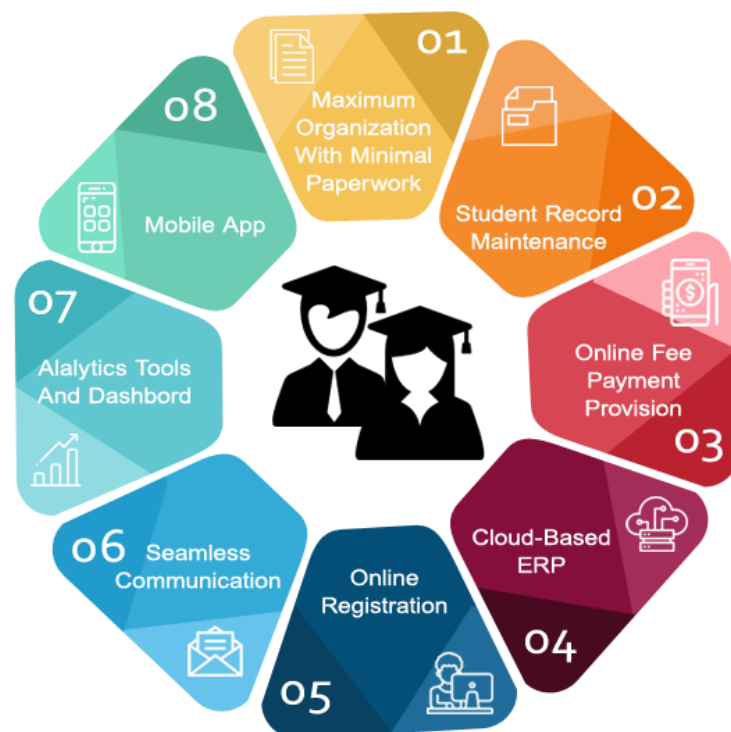 01
Maximum
Organization
With Minimal
Paperwork
02
Student Record
Maintenance
Online Fee
Payment
Provision
03
Cloud-Based
ERP
04
Online
Registration
05
06
Seamless
Communication
07
Alalytics Tools
And Dashbord
08
Mobile App